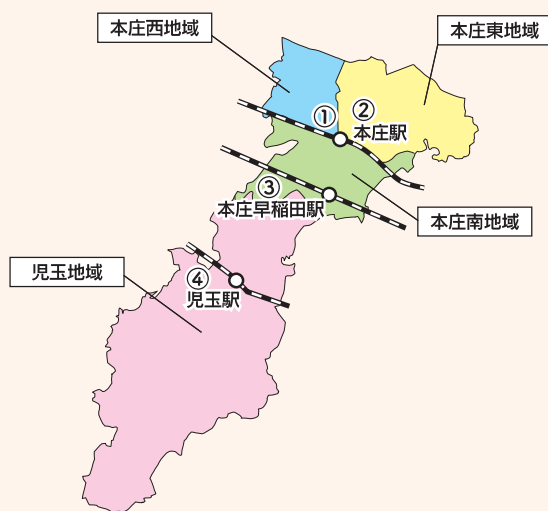 本庄西地域
本庄東地域
①
②
本庄駅
③
本庄早稲田駅
本庄南地域
児玉地域
④
児玉駅